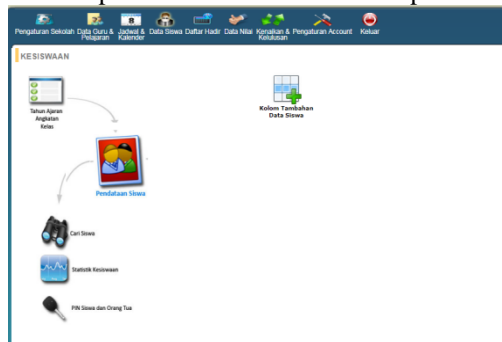 Pengaturan Sekolah Data Guru & Pelajaran Jadwal & Kalender Data Siswa Daftar Hadir Data Nilai Kenaikan & Kelulusan Pengaturan Account Keluar
KESISWAAN
Tahun Ajaran
Angkatan
Kelas
Kolom Tambahan
Data Siswa
Pendataan Siswa
Cari Siswa
Statistik Kesiswaan
PIN Siswa dan Orang Tua